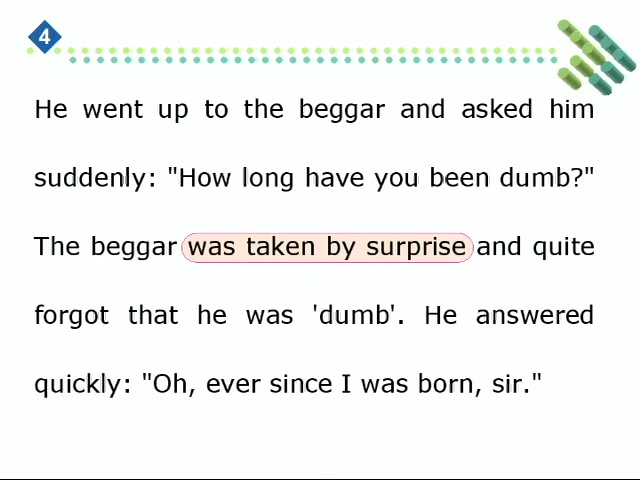 4
He went up to the beggar and asked him
suddenly: "How long have you been dumb?"
The beggar was taken by surprise and quite
forgot that he was 'dumb'. He answered
quickly: "Oh, ever since I was born, sir."